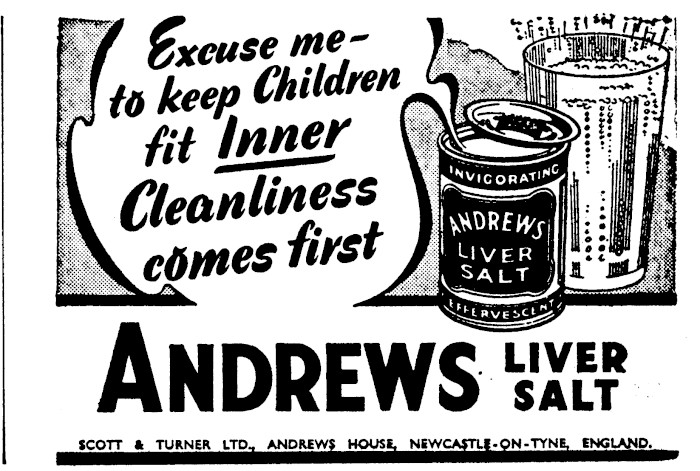 Excuse me-
to keep Children
fit Inner
Cleanliness
comes first
INVIGORATING
ANDREWS
LIVER
SALT
EFFERVESCENT
ANDREWS LIVER
SALT
SCOTT & TURNER LTD., ANDREWS HOUSE, NEWCASTLE-ON-TYNE, ENGLAND.